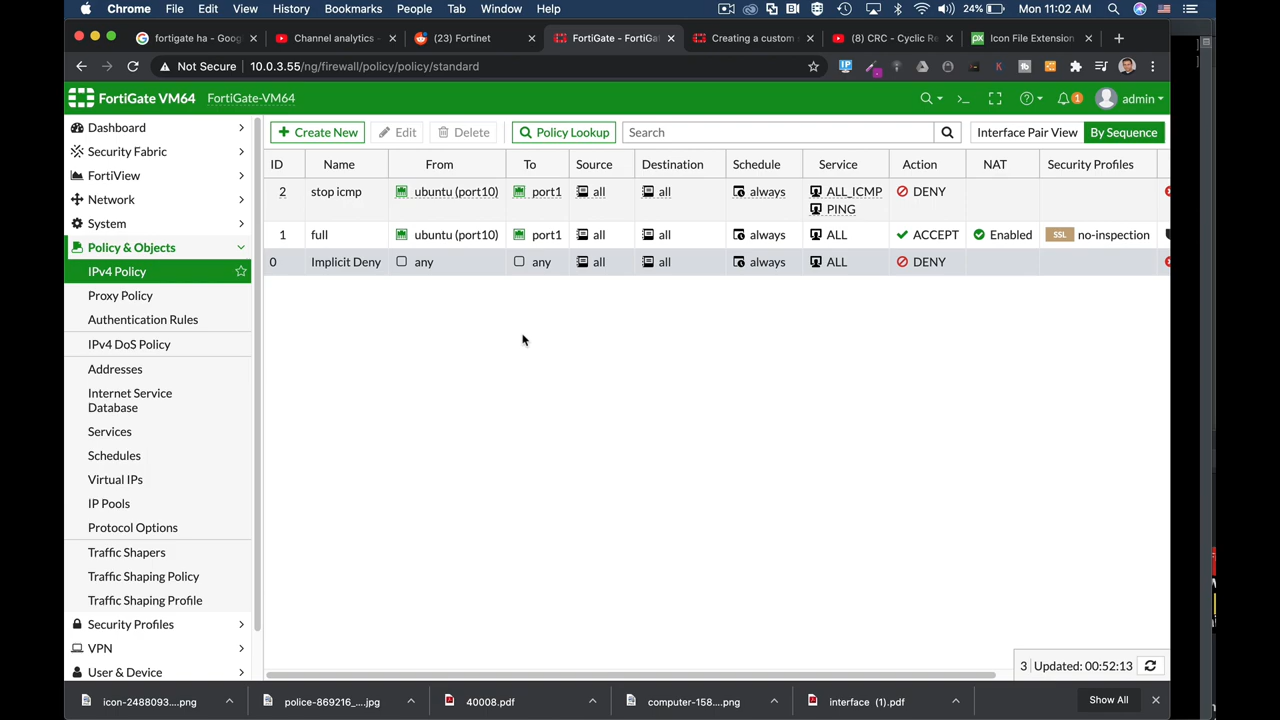 Chrome File Edit View History Bookmarks People Tab Window Help 24% Mon 11:02 AM
fortigate ha - Goog
Channel analytics -
(23) Fortinet
FortiGate - FortiGa
Creating a custom
(8) CRC - Cyclic Re
Icon File Extension
Not Secure 10.0.3.55/ng/firewall/policy/policy/standard
FortiGate VM64 FortiGate-VM64 1 admin
Dashboard
Security Fabric
FortiView
Network
System
Policy & Objects
IPv4 Policy
Proxy Policy
Authentication Rules
IPv4 DoS Policy
Addresses
Internet Service
Database
Services
Schedules
Virtual IPs
IP Pools
Protocol Options
Traffic Shapers
Traffic Shaping Policy
Traffic Shaping Profile
Security Profiles
VPN
User & Device
Create New Edit Delete Policy Lookup Search Interface Pair View By Sequence
ID Name From To Source Destination Schedule Service Action NAT Security Profiles
2 stop icmp ubuntu (port10) port1 all all always ALL_ICMP DENY
PING
1 full ubuntu (port10) port1 all all always ALL ACCEPT Enabled SSL no-inspection
0 Implicit Deny any any all all always ALL DENY
3 Updated: 00:52:13
icon-2488093....png police-869216_....jpg 40008.pdf computer-158....png interface (1).pdf Show All